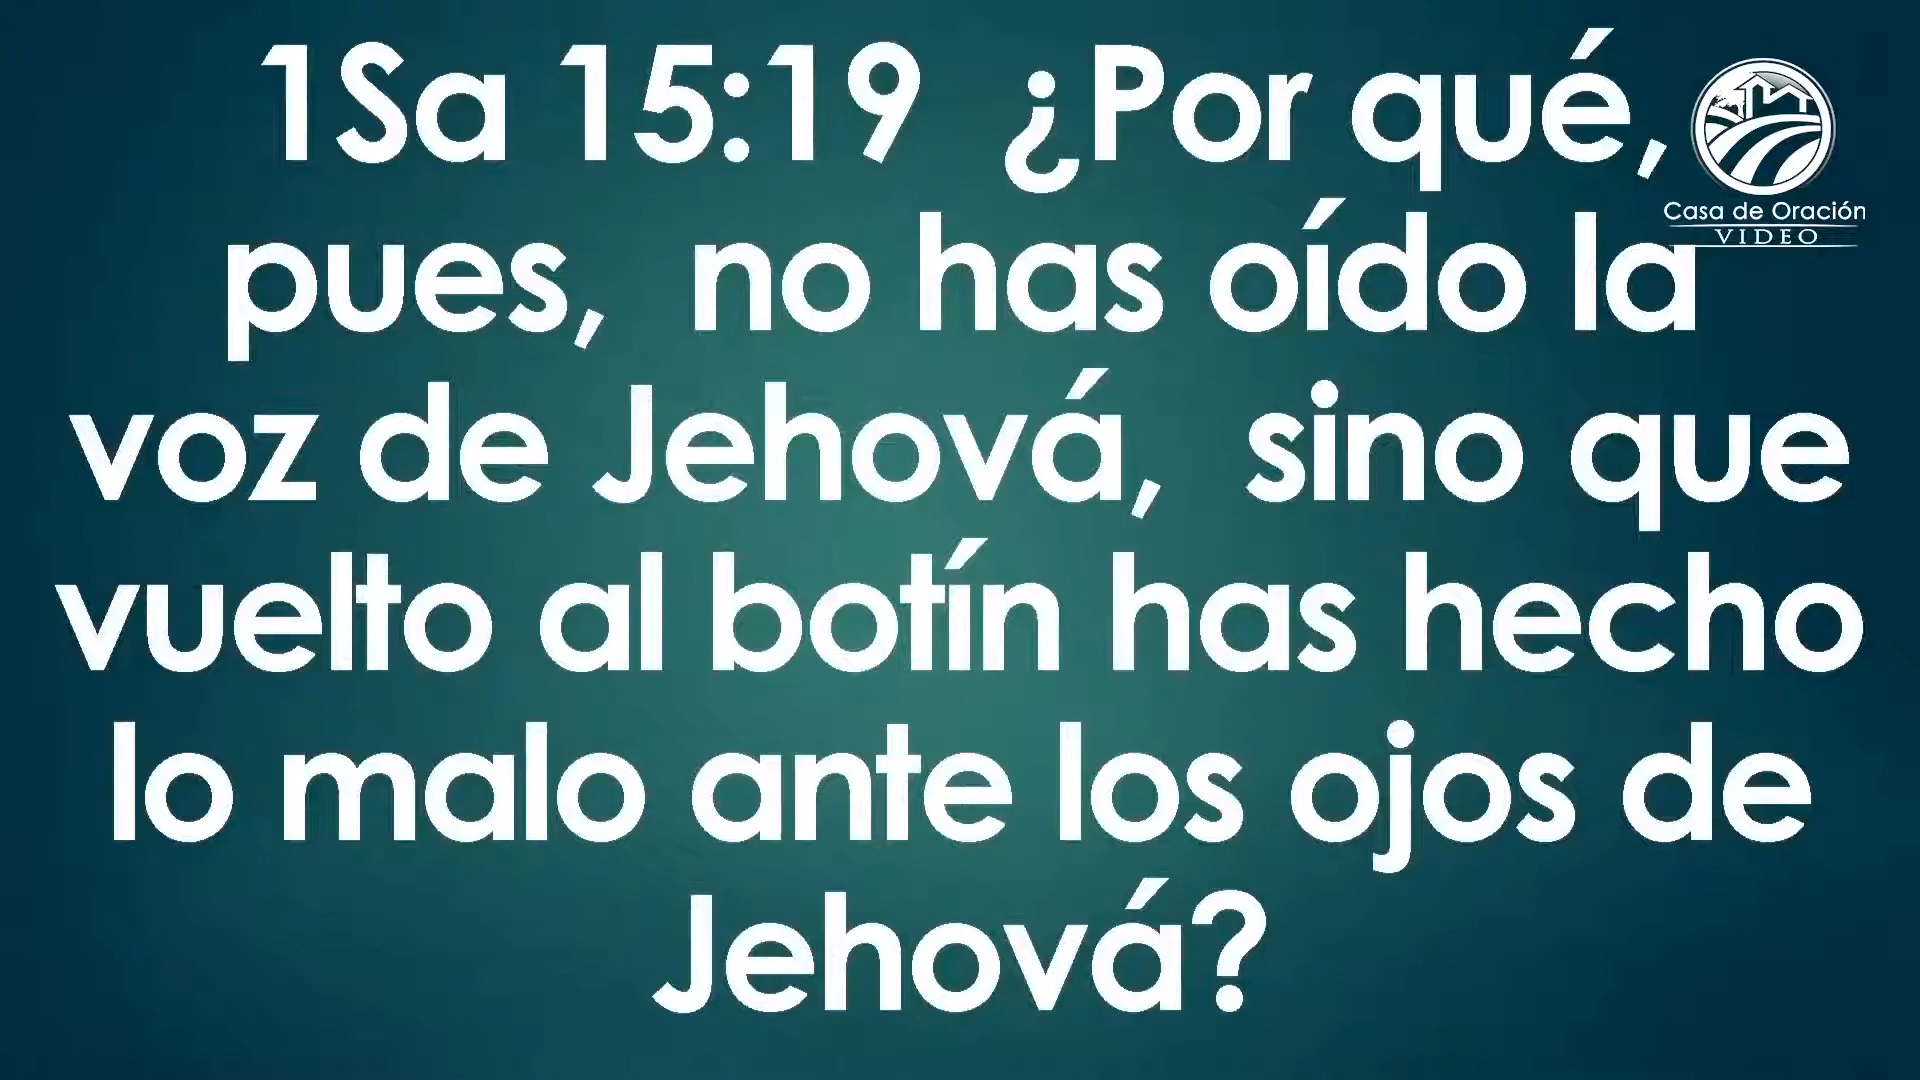 1Sa 15:19 ¿Por qué,
pues, no has oído la
voz de Jehová, sino que
vuelto al botín has hecho
lo malo ante los ojos de
Jehová?
Casa de Oración
VIDEO